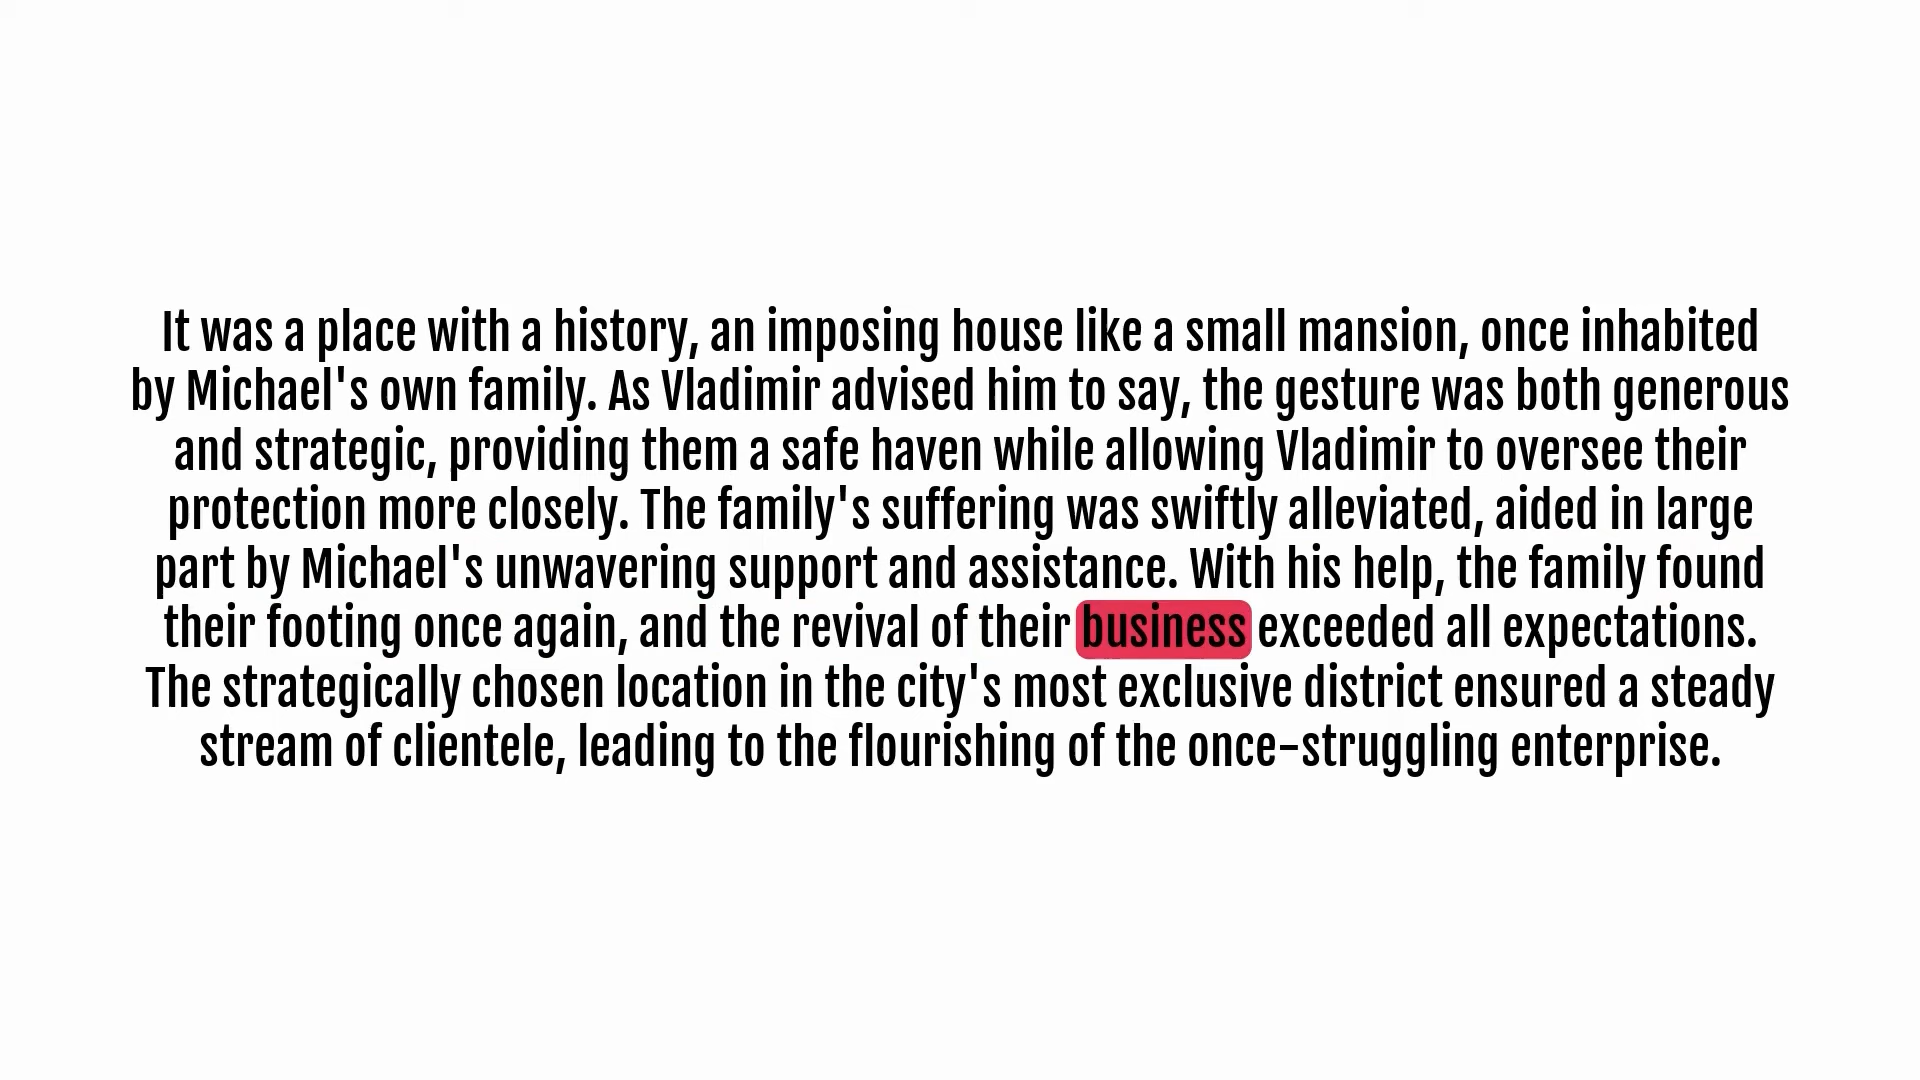 It was a place with a history, an imposing house like a small mansion, once inhabited
by Michael's own family. As Vladimir advised him to say, the gesture was both generous
and strategic, providing them a safe haven while allowing Vladimir to oversee their
protection more closely. The family's suffering was swiftly alleviated, aided in large
part by Michael's unwavering support and assistance. With his help, the family found
their footing once again, and the revival of their business exceeded all expectations.
The strategically chosen location in the city's most exclusive district ensured a steady
stream of clientele, leading to the flourishing of the once-struggling enterprise.